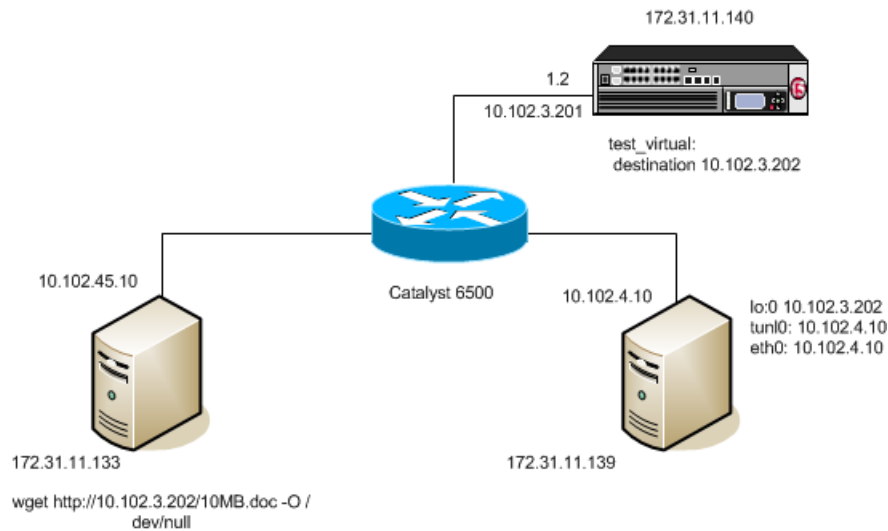 172.31.11.140
1.2
10.102.3.201
test_virtual:
destination 10.102.3.202
10.102.45.10
Catalyst 6500
10.102.4.10
lo:0 10.102.3.202
tunl0: 10.102.4.10
eth0: 10.102.4.10
172.31.11.133
172.31.11.139
wget http://10.102.3.202/10MB.doc -O /
dev/null